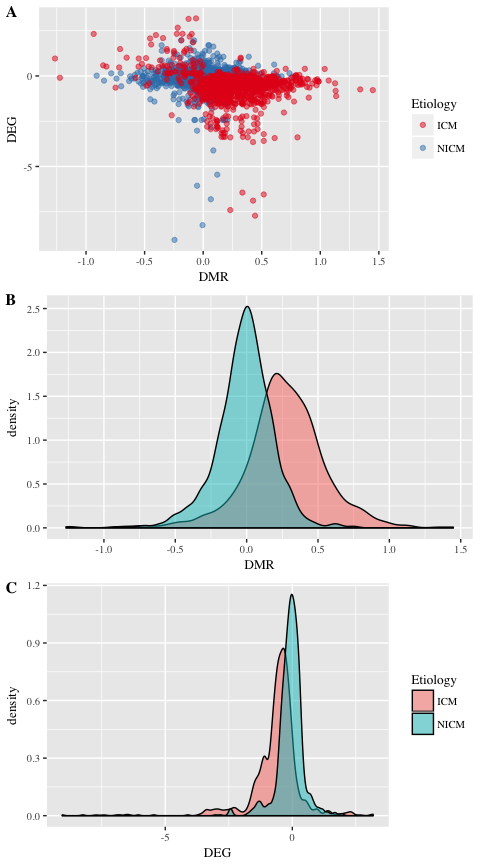 A
0
-5
DEG
-1.0 -0.5 0.0 0.5 1.0 1.5
DMR
Etiology
ICM
NICM
B
2.5
2.0
1.5
1.0
0.5
0.0
density
-1.0 -0.5 0.0 0.5 1.0 1.5
DMR
C
1.2
0.9
0.6
0.3
0.0
density
-5 0
DEG
Etiology
ICM
NICM